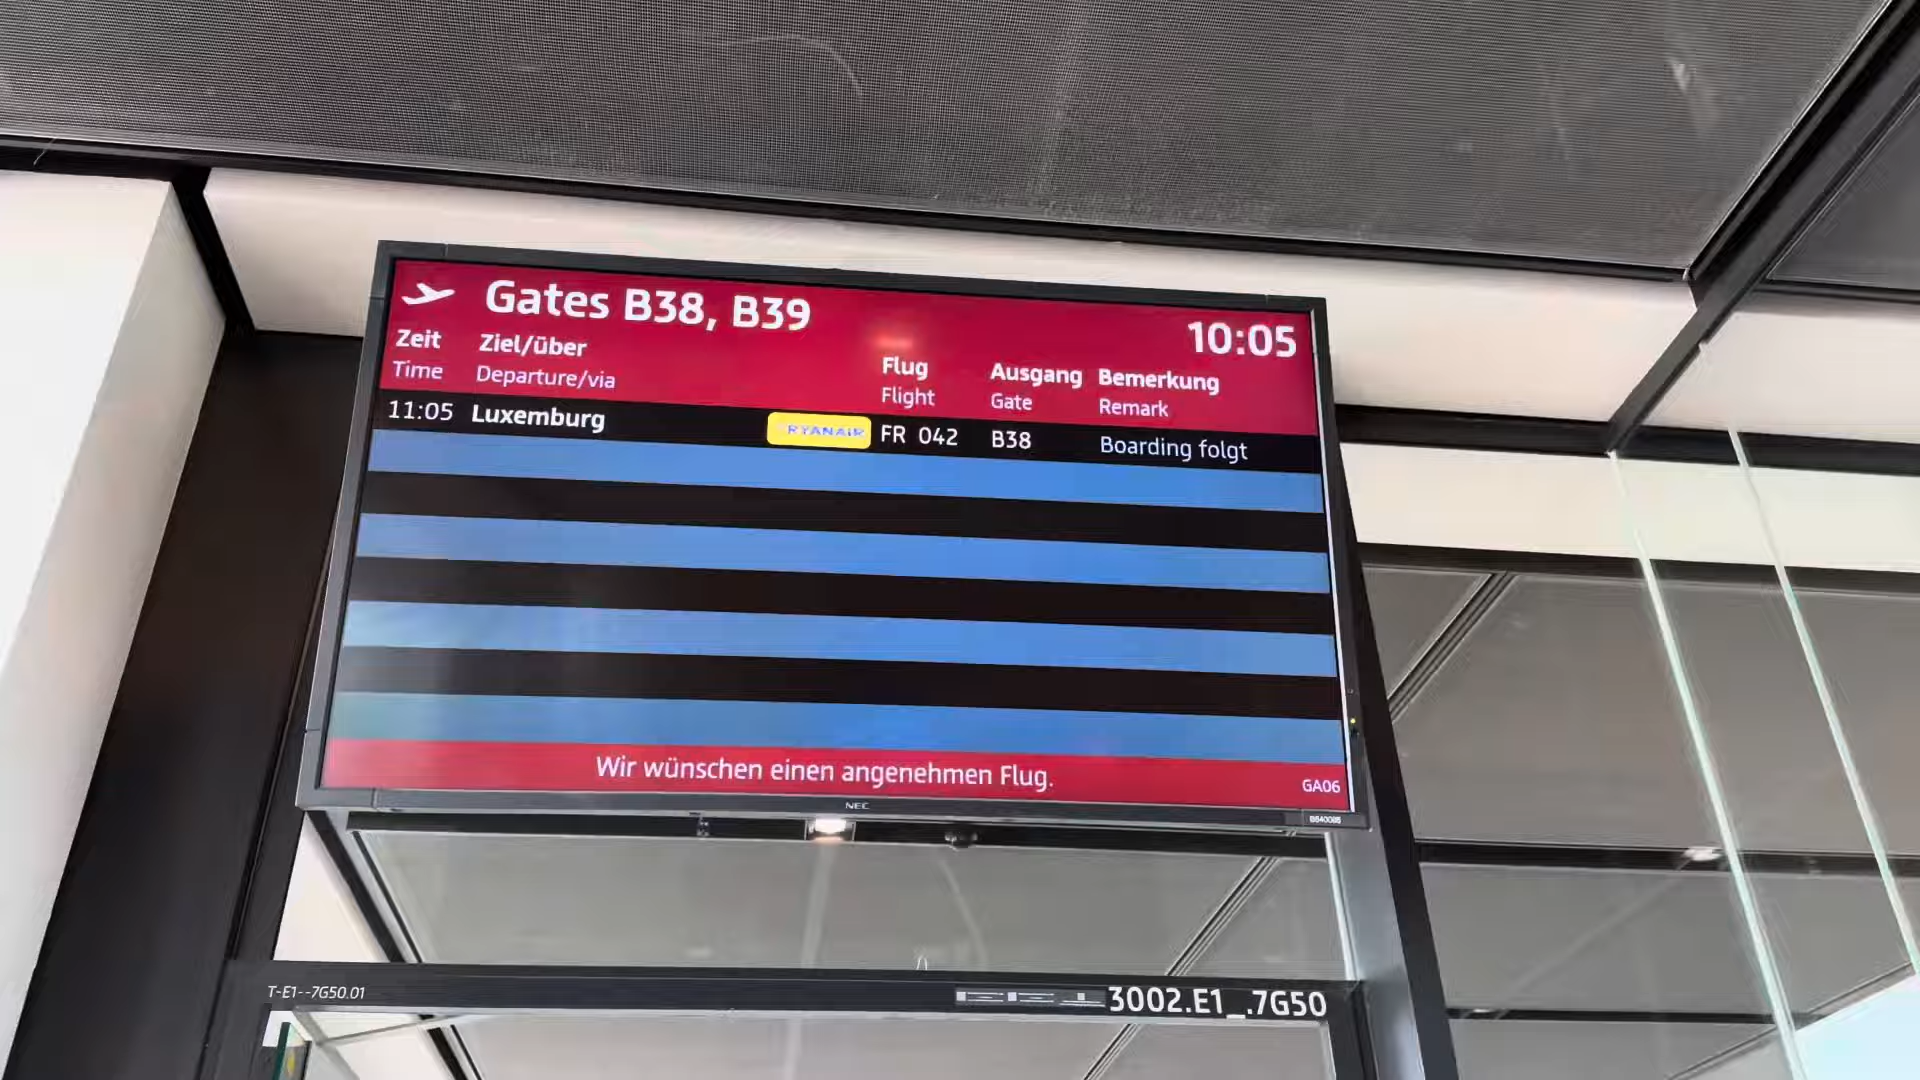 Gates B38, B39
10:05
Zeit Ziel/über Flug Ausgang Bemerkung
Time Departure/via Flight Gate Remark
11:05 Luxemburg RYANAIR FR 042 B38 Boarding folgt
Wir wünschen einen angenehmen Flug.
GA06
NEC
T-E1--7G50.01
3002.E1_.7G50